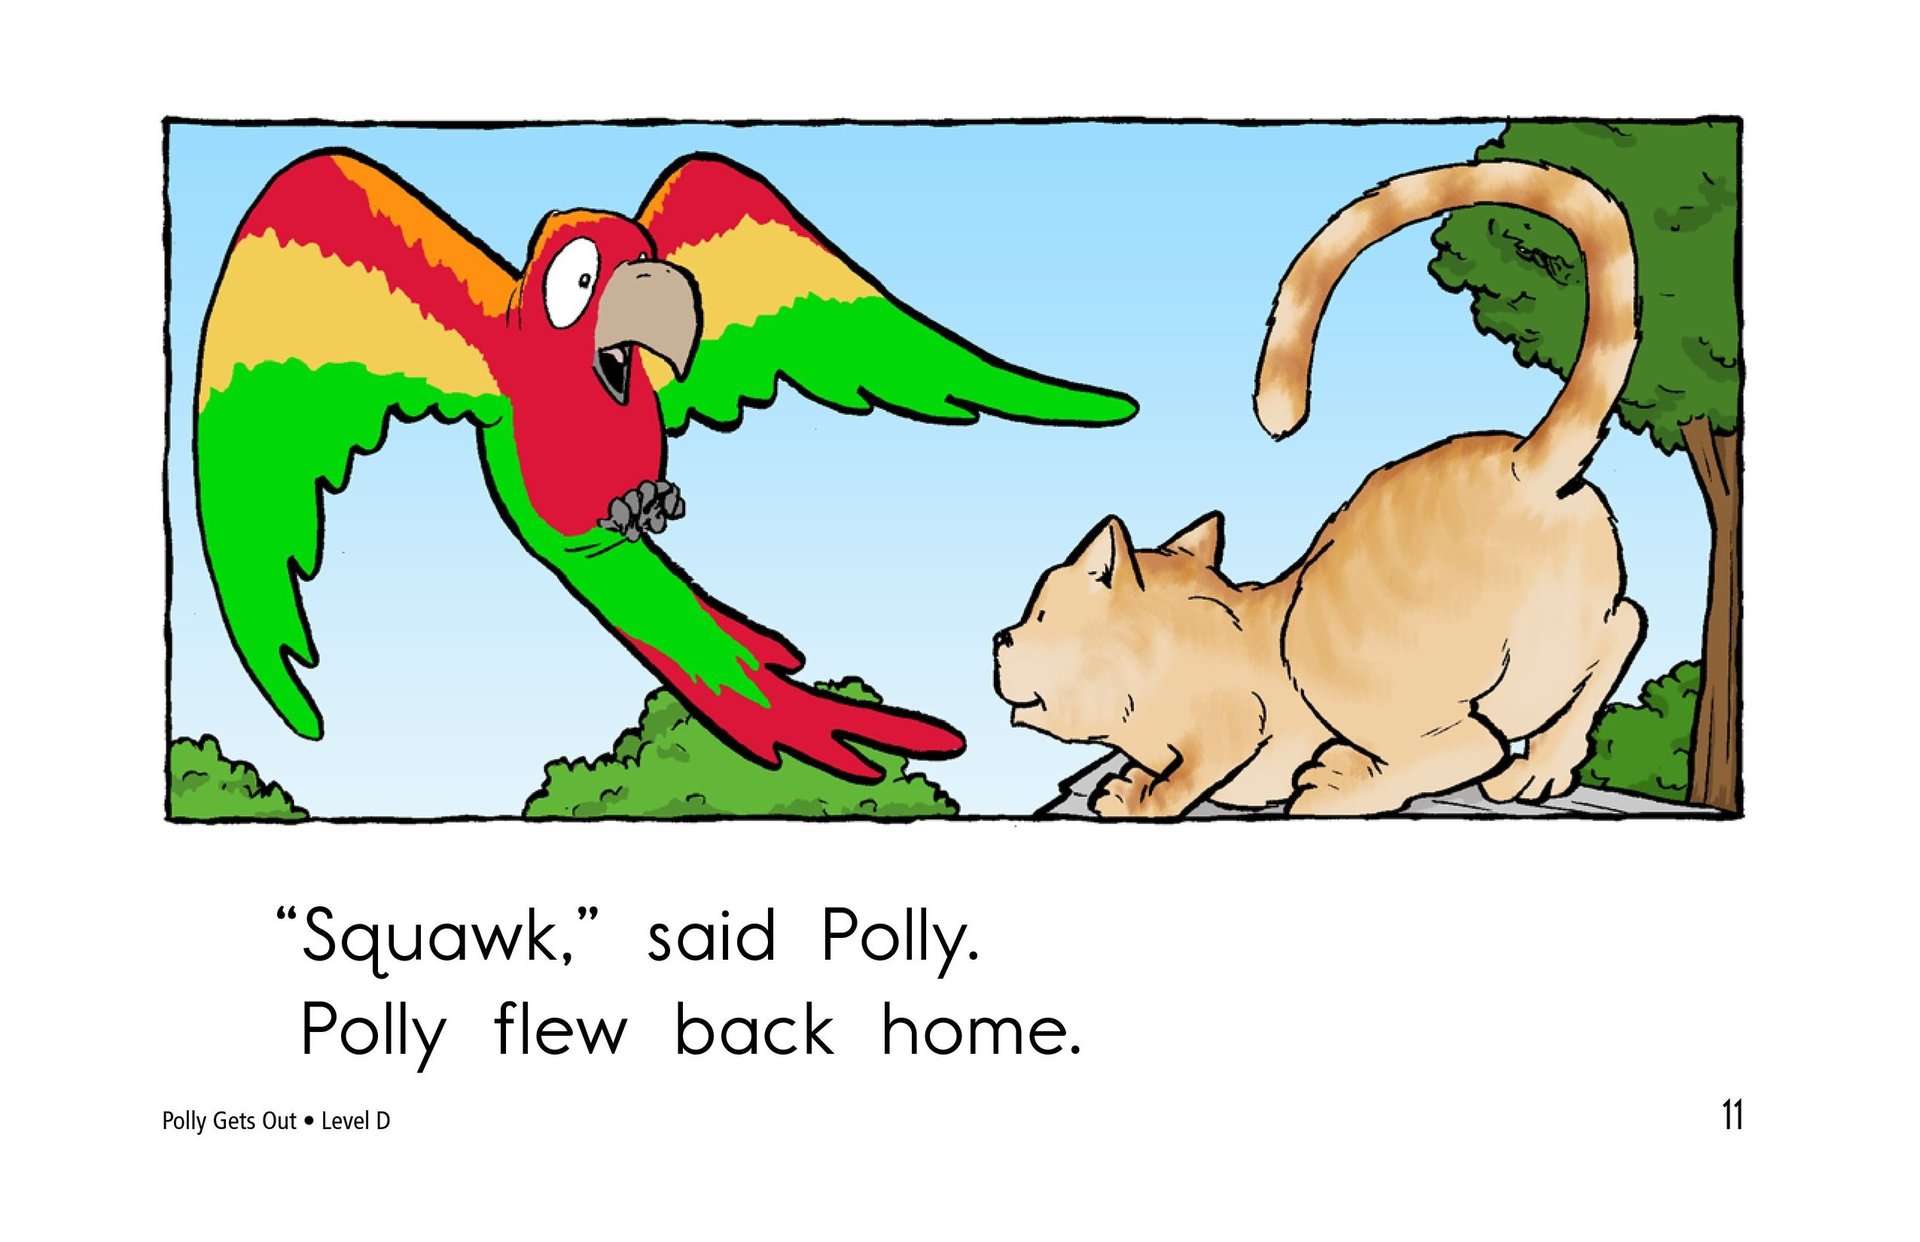 “Squawk,” said Polly.
Polly flew back home.
Polly Gets Out • Level D
11